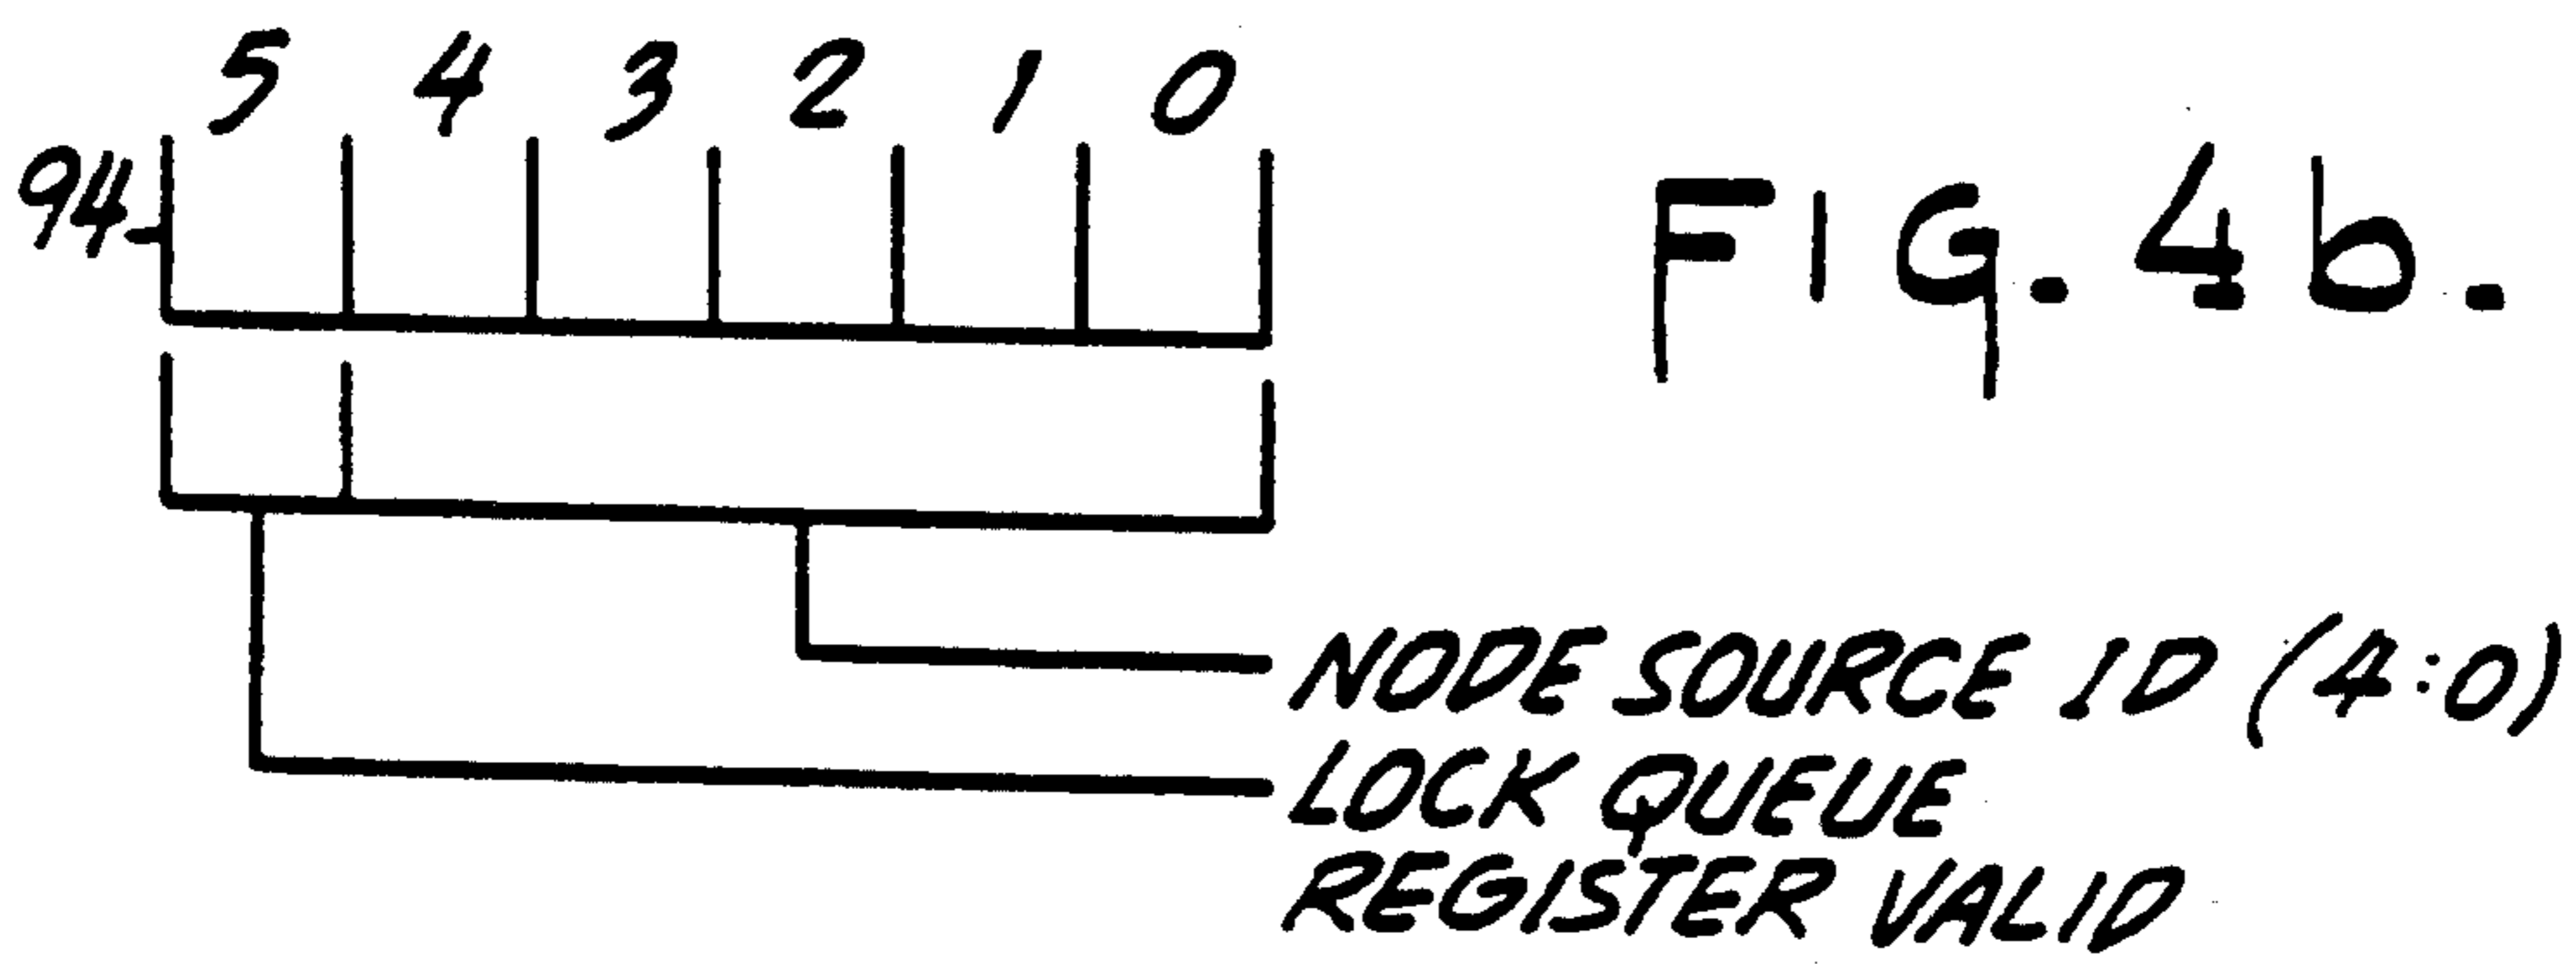 5 4 3 2 1 0
94
FIG. 4b.
NODE SOURCE ID (4:0)
LOCK QUEUE
REGISTER VALID